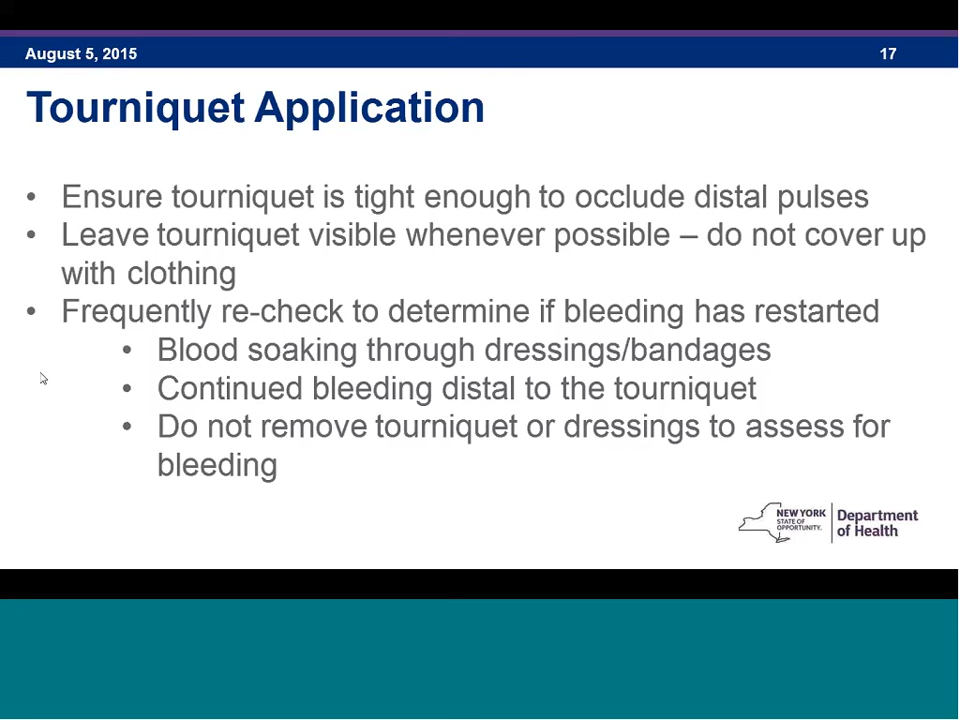 August 5, 2015
17
Tourniquet Application
• Ensure tourniquet is tight enough to occlude distal pulses
• Leave tourniquet visible whenever possible – do not cover up
with clothing
• Frequently re-check to determine if bleeding has restarted
• Blood soaking through dressings/bandages
• Continued bleeding distal to the tourniquet
• Do not remove tourniquet or dressings to assess for
bleeding
NEW YORK
STATE OF
OPPORTUNITY.
Department
of Health